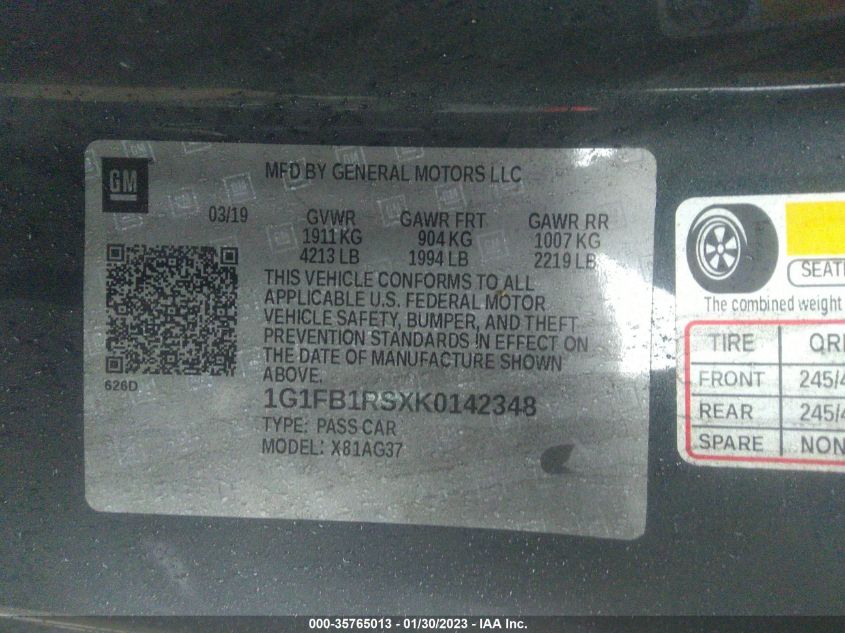 GM
MFD BY GENERAL MOTORS LLC
03/19
GVWR GAWR FRT GAWR RR
1911 KG 904 KG 1007 KG
4213 LB 1994 LB 2219 LB
THIS VEHICLE CONFORMS TO ALL
APPLICABLE U.S. FEDERAL MOTOR
VEHICLE SAFETY, BUMPER, AND THEFT
PREVENTION STANDARDS IN EFFECT ON
THE DATE OF MANUFACTURE SHOWN
ABOVE.
626D
1G1FB1RSXK0142348
TYPE: PASS CAR
MODEL: X81AG37
The combined weight
TIRE
FRONT 245/4
REAR 245/4
SPARE NON
000-35765013 - 01/30/2023 - IAA Inc.